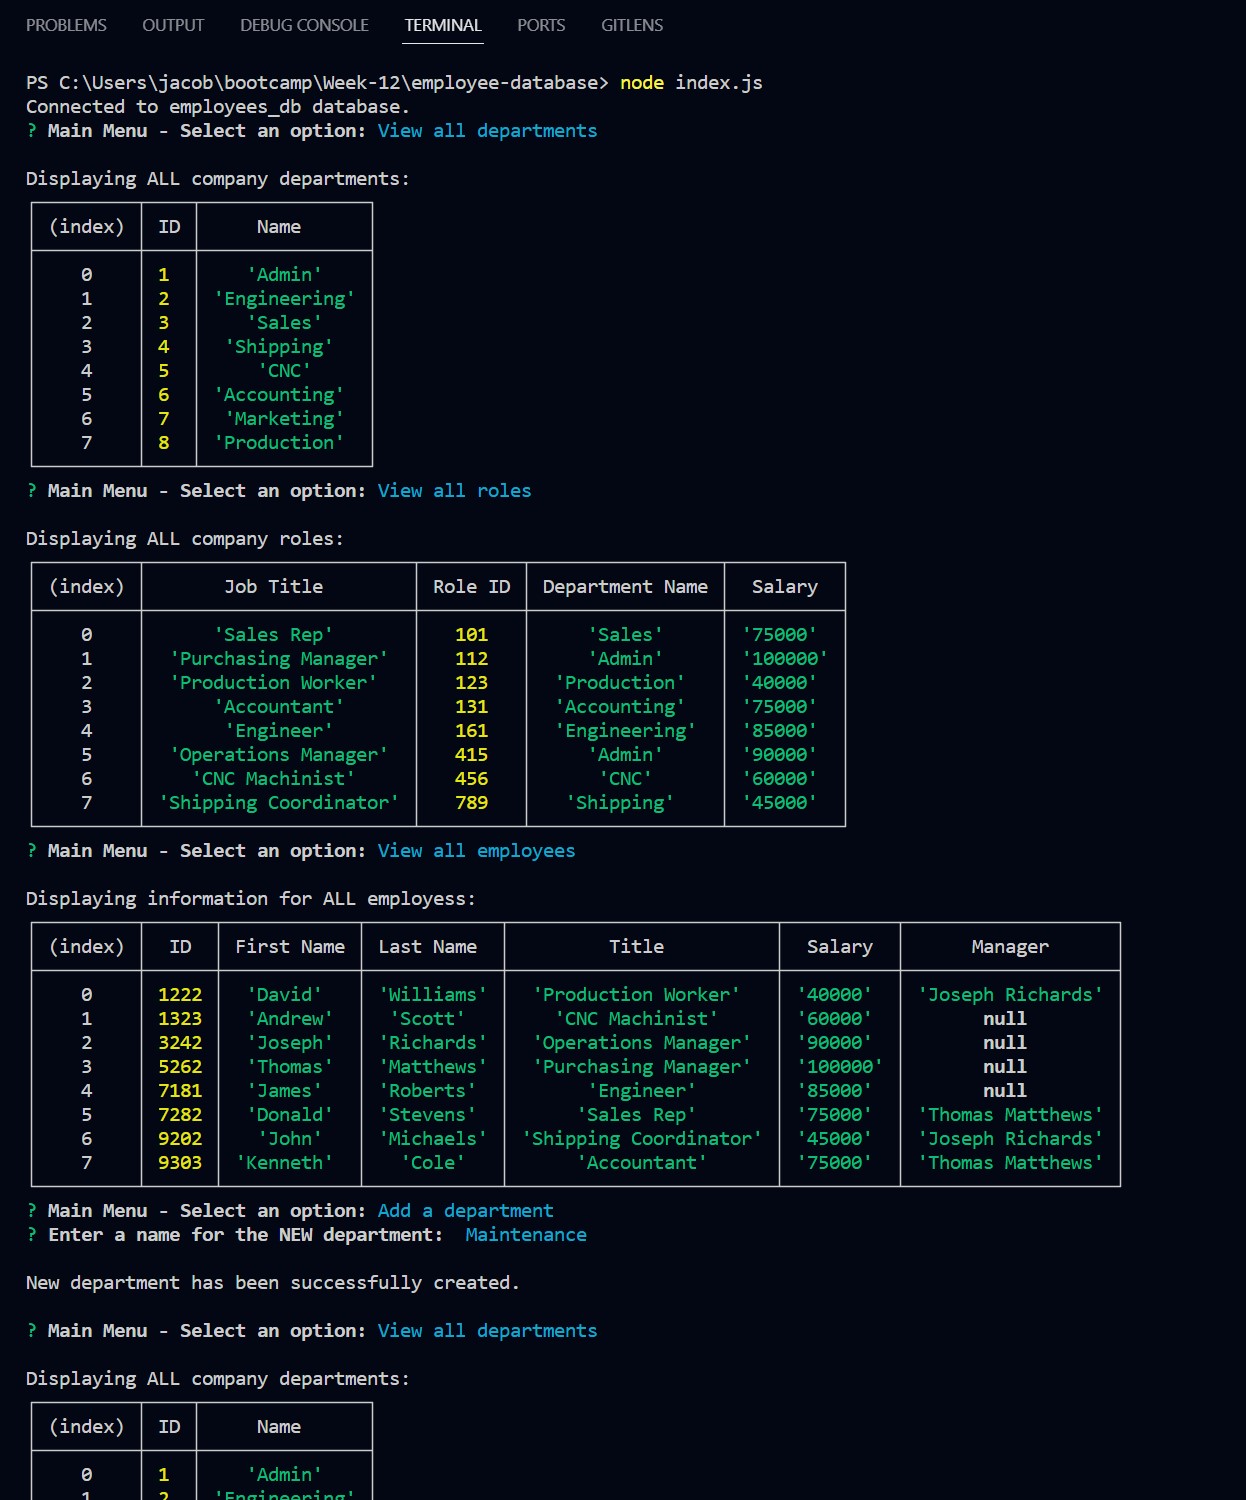 PROBLEMS OUTPUT DEBUG CONSOLE TERMINAL PORTS GITLENS
PS C:\Users\jacob\bootcamp\Week-12\employee-database> node index.js
Connected to employees_db database.
? Main Menu - Select an option: View all departments
Displaying ALL company departments:
(index) ID Name
0 1 'Admin'
1 2 'Engineering'
2 3 'Sales'
3 4 'Shipping'
4 5 'CNC'
5 6 'Accounting'
6 7 'Marketing'
7 8 'Production'
? Main Menu - Select an option: View all roles
Displaying ALL company roles:
(index) Job Title Role ID Department Name Salary
0 'Sales Rep' 101 'Sales' '75000'
1 'Purchasing Manager' 112 'Admin' '100000'
2 'Production Worker' 123 'Production' '40000'
3 'Accountant' 131 'Accounting' '75000'
4 'Engineer' 161 'Engineering' '85000'
5 'Operations Manager' 415 'Admin' '90000'
6 'CNC Machinist' 456 'CNC' '60000'
7 'Shipping Coordinator' 789 'Shipping' '45000'
? Main Menu - Select an option: View all employees
Displaying information for ALL employess:
(index) ID First Name Last Name Title Salary Manager
0 1222 'David' 'Williams' 'Production Worker' '40000' 'Joseph Richards'
1 1323 'Andrew' 'Scott' 'CNC Machinist' '60000' null
2 3242 'Joseph' 'Richards' 'Operations Manager' '90000' null
3 5262 'Thomas' 'Matthews' 'Purchasing Manager' '100000' null
4 7181 'James' 'Roberts' 'Engineer' '85000' null
5 7282 'Donald' 'Stevens' 'Sales Rep' '75000' 'Thomas Matthews'
6 9202 'John' 'Michaels' 'Shipping Coordinator' '45000' 'Joseph Richards'
7 9303 'Kenneth' 'Cole' 'Accountant' '75000' 'Thomas Matthews'
? Main Menu - Select an option: Add a department
? Enter a name for the NEW department: Maintenance
New department has been successfully created.
? Main Menu - Select an option: View all departments
Displaying ALL company departments:
(index) ID Name
0 1 'Admin'
1 2 'Engineering'